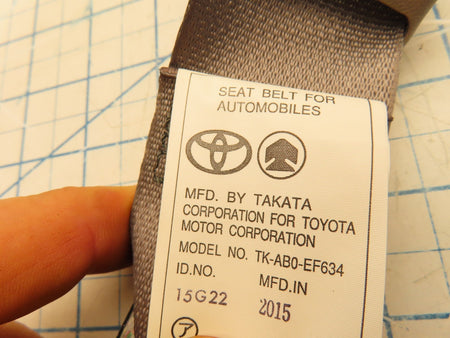 SEAT BELT FOR
AUTOMOBILES
MFD. BY TAKATA
CORPORATION FOR TOYOTA
MOTOR CORPORATION
MODEL NO. TK-AB0-EF634
ID.NO. MFD.IN
15G22 2015
ア